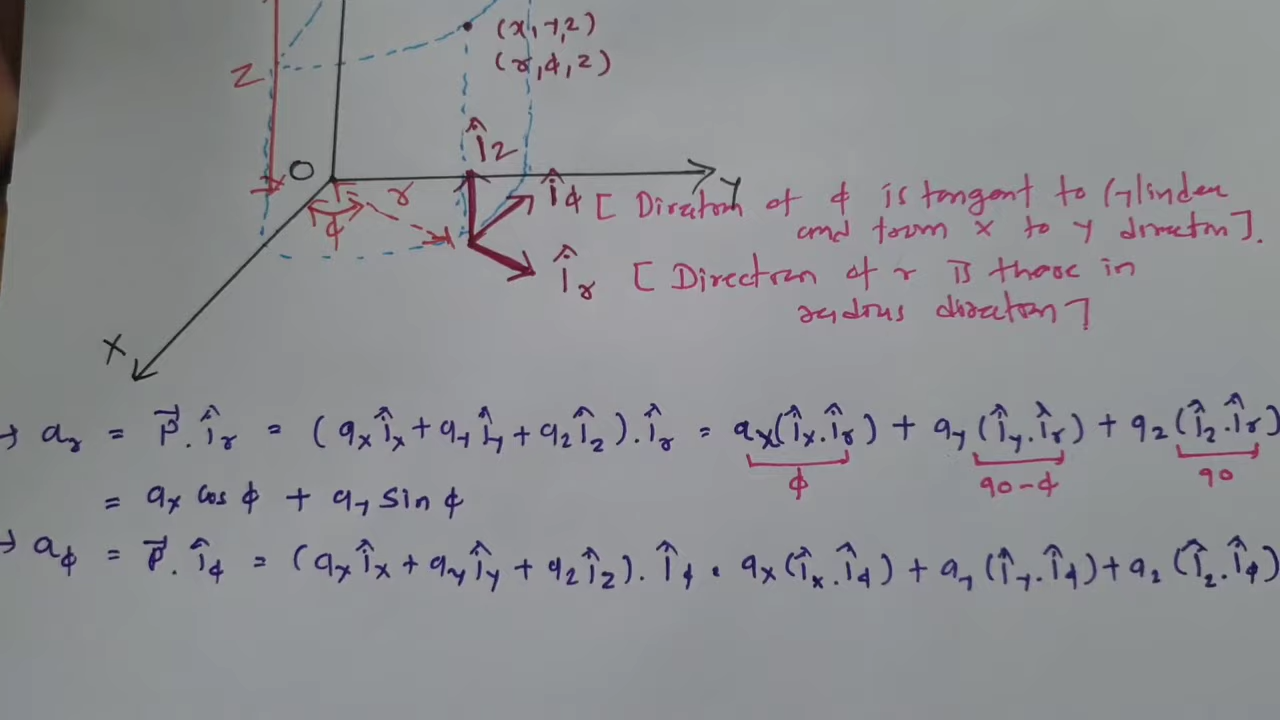 (x,y,z)
(r,ϕ,z)
Z
î_z
O
r
Y
î_ϕ [ Direction of ϕ is tangent to Cylinder
and from x to y direction].
ϕ
î_r [ Direction of r is those in
radious direction]
X
→ a_r = P⃗.î_r = (a_x î_x + a_y î_y + a_z î_z).î_r = a_x(î_x.î_r) + a_y(î_y.î_r) + a_z(î_z.î_r)
ϕ 90-ϕ 90
= a_x cos ϕ + a_y sin ϕ
→ a_ϕ = P⃗.î_ϕ = (a_x î_x + a_y î_y + a_z î_z).î_ϕ = a_x(î_x.î_ϕ) + a_y(î_y.î_ϕ) + a_z(î_z.î_ϕ)